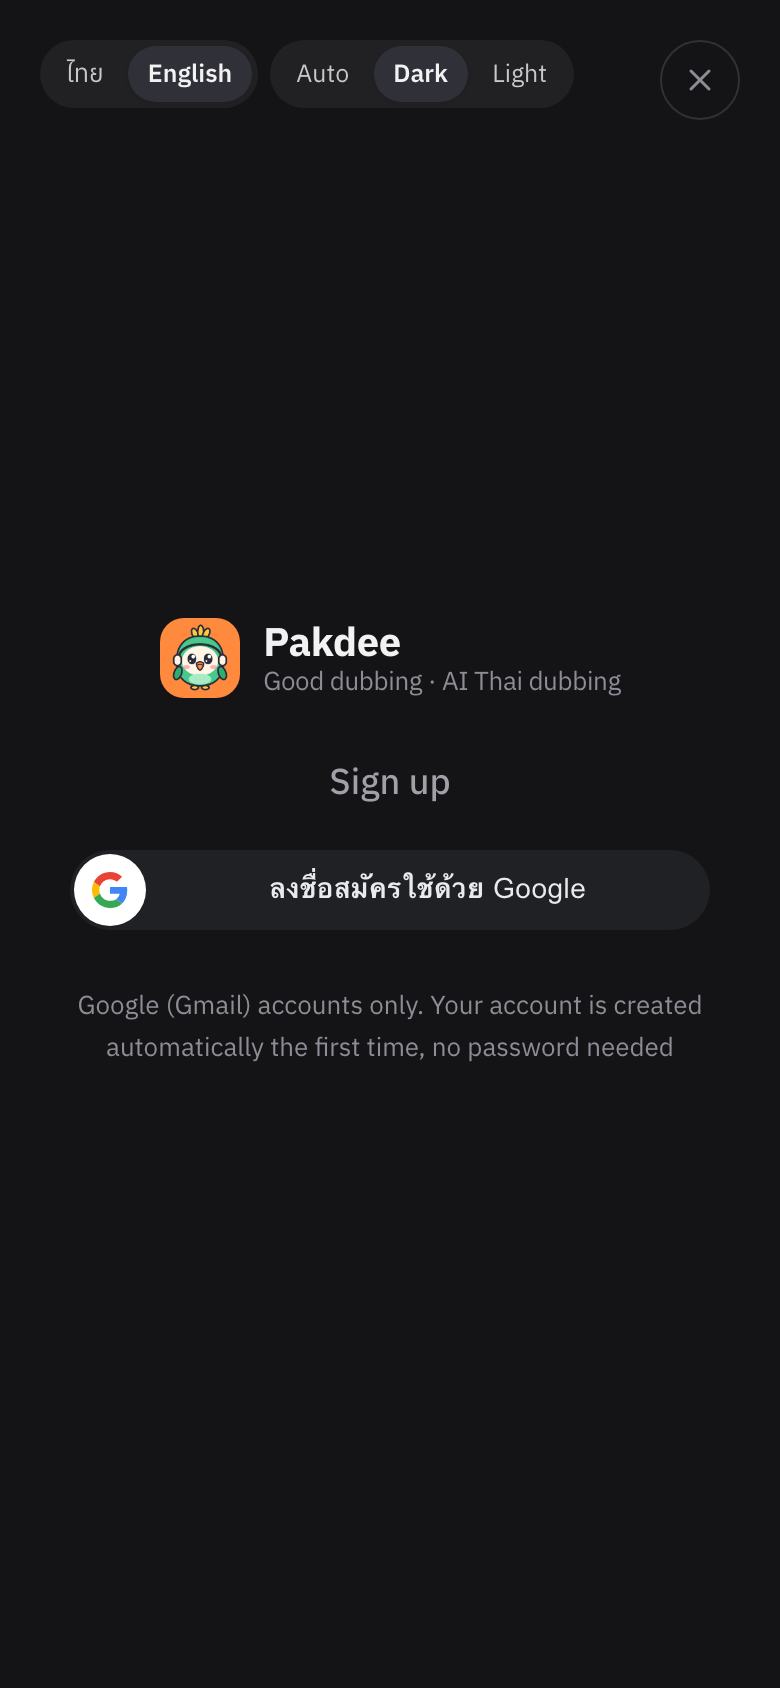 ไทย English Auto Dark Light
Pakdee
Good dubbing · AI Thai dubbing
Sign up
ลงชื่อสมัครใช้ด้วย Google
Google (Gmail) accounts only. Your account is created
automatically the first time, no password needed